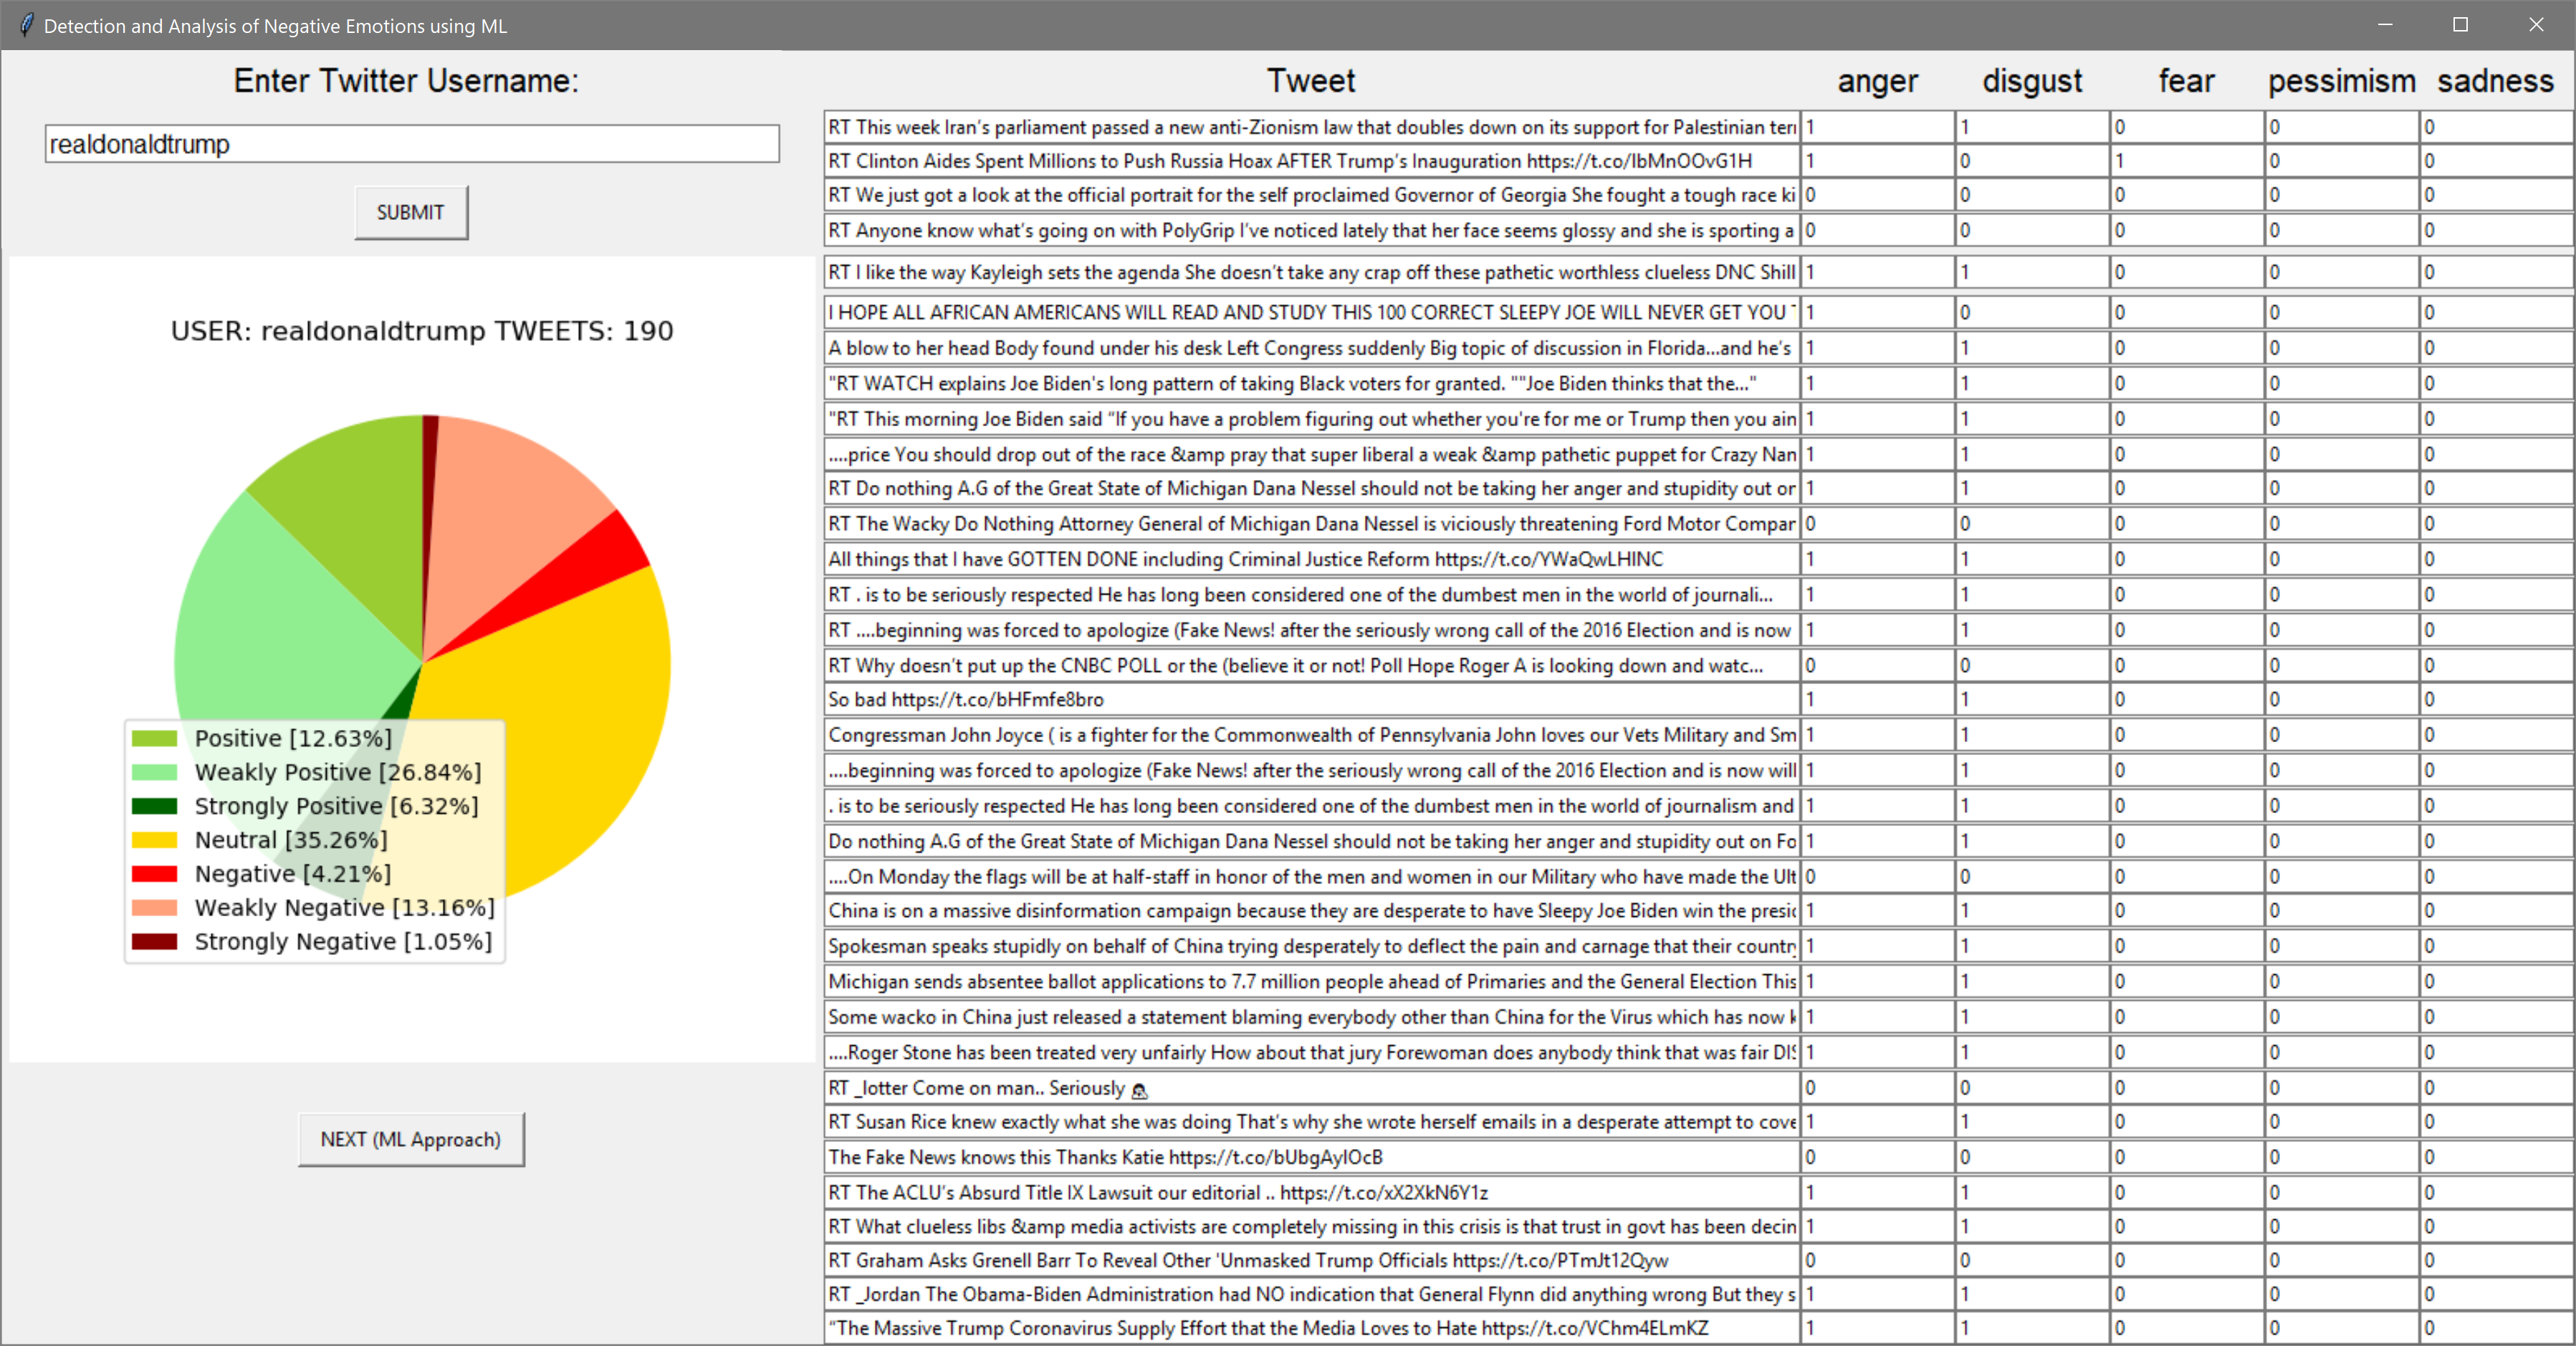 Detection and Analysis of Negative Emotions using ML
Enter Twitter Username:
realdonaldtrump
SUBMIT
USER: realdonaldtrump TWEETS: 190
Positive [12.63%]
Weakly Positive [26.84%]
Strongly Positive [6.32%]
Neutral [35.26%]
Negative [4.21%]
Weakly Negative [13.16%]
Strongly Negative [1.05%]
NEXT (ML Approach)
Tweet anger disgust fear pessimism sadness
RT This week Iran's parliament passed a new anti-Zionism law that doubles down on its support for Palestinian 1 1 0 0 0
RT Clinton Aides Spent Millions to Push Russia Hoax AFTER Trump's Inauguration https://t.co/IbMnOOvG1H 1 0 1 0 0
RT We just got a look at the official portrait for the self proclaimed Governor of Georgia She fought a tough race ki 0 0 0 0 0
RT Anyone know what's going on with PolyGrip I've noticed lately that her face seems glossy and she is sporting a 0 0 0 0 0
RT I like the way Kayleigh sets the agenda She doesn't take any crap off these pathetic worthless clueless DNC Shill 1 1 0 0 0
I HOPE ALL AFRICAN AMERICANS WILL READ AND STUDY THIS 100 CORRECT SLEEPY JOE WILL NEVER GET YOU 1 0 0 0 0
A blow to her head Body found under his desk Left Congress suddenly Big topic of discussion in Florida...and he's 1 1 0 0 0
"RT WATCH explains Joe Biden's long pattern of taking Black voters for granted. ""Joe Biden thinks that the..." 1 1 0 0 0
"RT This morning Joe Biden said “If you have a problem figuring out whether you're for me or Trump then you ain 1 1 0 0 0
....price You should drop out of the race &amp pray that super liberal a weak &amp pathetic puppet for Crazy Nan 1 1 0 0 0
RT Do nothing A.G of the Great State of Michigan Dana Nessel should not be taking her anger and stupidity out or 1 1 0 0 0
RT The Wacky Do Nothing Attorney General of Michigan Dana Nessel is viciously threatening Ford Motor Compar 0 0 0 0 0
All things that I have GOTTEN DONE including Criminal Justice Reform https://t.co/YWaQwLHINC 1 1 0 0 0
RT . is to be seriously respected He has long been considered one of the dumbest men in the world of journali... 1 1 0 0 0
RT ....beginning was forced to apologize (Fake News! after the seriously wrong call of the 2016 Election and is now 1 1 0 0 0
RT Why doesn't put up the CNBC POLL or the (believe it or not! Poll Hope Roger A is looking down and watc... 0 0 0 0 0
So bad https://t.co/bHFmfe8bro 1 1 0 0 0
Congressman John Joyce ( is a fighter for the Commonwealth of Pennsylvania John loves our Vets Military and Sm 1 1 0 0 0
....beginning was forced to apologize (Fake News! after the seriously wrong call of the 2016 Election and is now will 1 1 0 0 0
. is to be seriously respected He has long been considered one of the dumbest men in the world of journalism and 1 1 0 0 0
Do nothing A.G of the Great State of Michigan Dana Nessel should not be taking her anger and stupidity out on Fo 1 1 0 0 0
....On Monday the flags will be at half-staff in honor of the men and women in our Military who have made the Ult 0 0 0 0 0
China is on a massive disinformation campaign because they are desperate to have Sleepy Joe Biden win the presic 1 1 0 0 0
Spokesman speaks stupidly on behalf of China trying desperately to deflect the pain and carnage that their country 1 1 0 0 0
Michigan sends absentee ballot applications to 7.7 million people ahead of Primaries and the General Election This 1 1 0 0 0
Some wacko in China just released a statement blaming everybody other than China for the Virus which has now k 1 1 0 0 0
....Roger Stone has been treated very unfairly How about that jury Forewoman does anybody think that was fair DIS 1 1 0 0 0
RT _lotter Come on man.. Seriously 🤦 0 0 0 0 0
RT Susan Rice knew exactly what she was doing That's why she wrote herself emails in a desperate attempt to cove 1 1 0 0 0
The Fake News knows this Thanks Katie https://t.co/bUbgAylOcB 0 0 0 0 0
RT The ACLU's Absurd Title IX Lawsuit our editorial .. https://t.co/xX2XkN6Y1z 1 1 0 0 0
RT What clueless libs &amp media activists are completely missing in this crisis is that trust in govt has been decin 1 1 0 0 0
RT Graham Asks Grenell Barr To Reveal Other 'Unmasked Trump Officials https://t.co/PTmJt12Qyw 0 0 0 0 0
RT _Jordan The Obama-Biden Administration had NO indication that General Flynn did anything wrong But they s 1 1 0 0 0
“The Massive Trump Coronavirus Supply Effort that the Media Loves to Hate https://t.co/VChm4ELmKZ 1 1 0 0 0